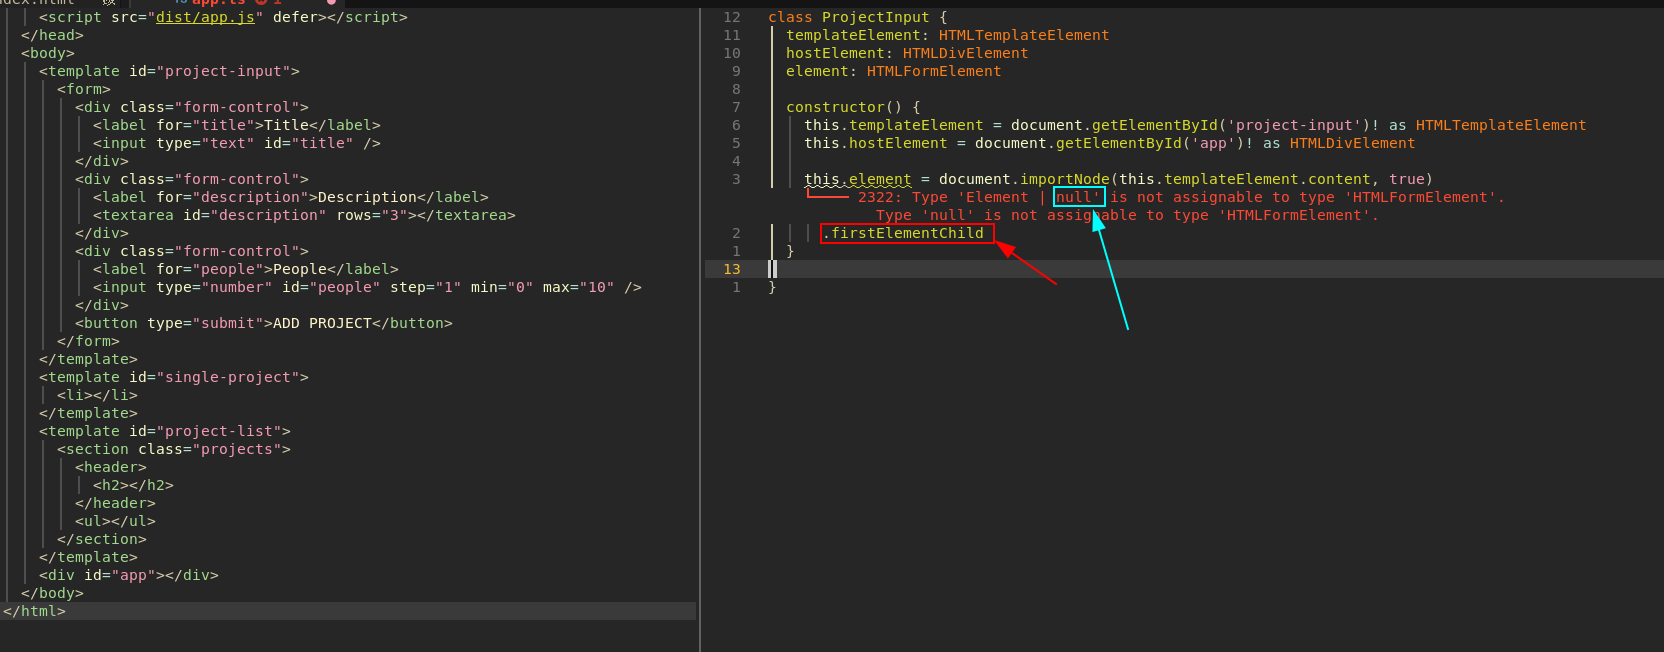 ndex.html app.ts 1
<script src="dist/app.js" defer></script>
</head>
<body>
<template id="project-input">
<form>
<div class="form-control">
<label for="title">Title</label>
<input type="text" id="title" />
</div>
<div class="form-control">
<label for="description">Description</label>
<textarea id="description" rows="3"></textarea>
</div>
<div class="form-control">
<label for="people">People</label>
<input type="number" id="people" step="1" min="0" max="10" />
</div>
<button type="submit">ADD PROJECT</button>
</form>
</template>
<template id="single-project">
<li></li>
</template>
<template id="project-list">
<section class="projects">
<header>
<h2></h2>
</header>
<ul></ul>
</section>
</template>
<div id="app"></div>
</body>
</html>
12 class ProjectInput {
11 templateElement: HTMLTemplateElement
10 hostElement: HTMLDivElement
9 element: HTMLFormElement
8
7 constructor() {
6 this.templateElement = document.getElementById('project-input')! as HTMLTemplateElement
5 this.hostElement = document.getElementById('app')! as HTMLDivElement
4
3 this.element = document.importNode(this.templateElement.content, true)
2322: Type 'Element | null' is not assignable to type 'HTMLFormElement'.
Type 'null' is not assignable to type 'HTMLFormElement'.
2 .firstElementChild
1 }
13
1 }